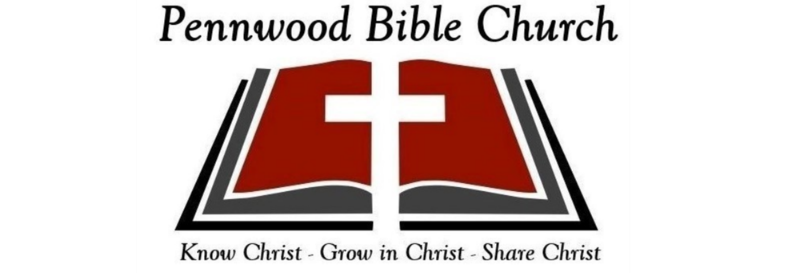 Pennwood Bible Church
Know Christ - Grow in Christ - Share Christ